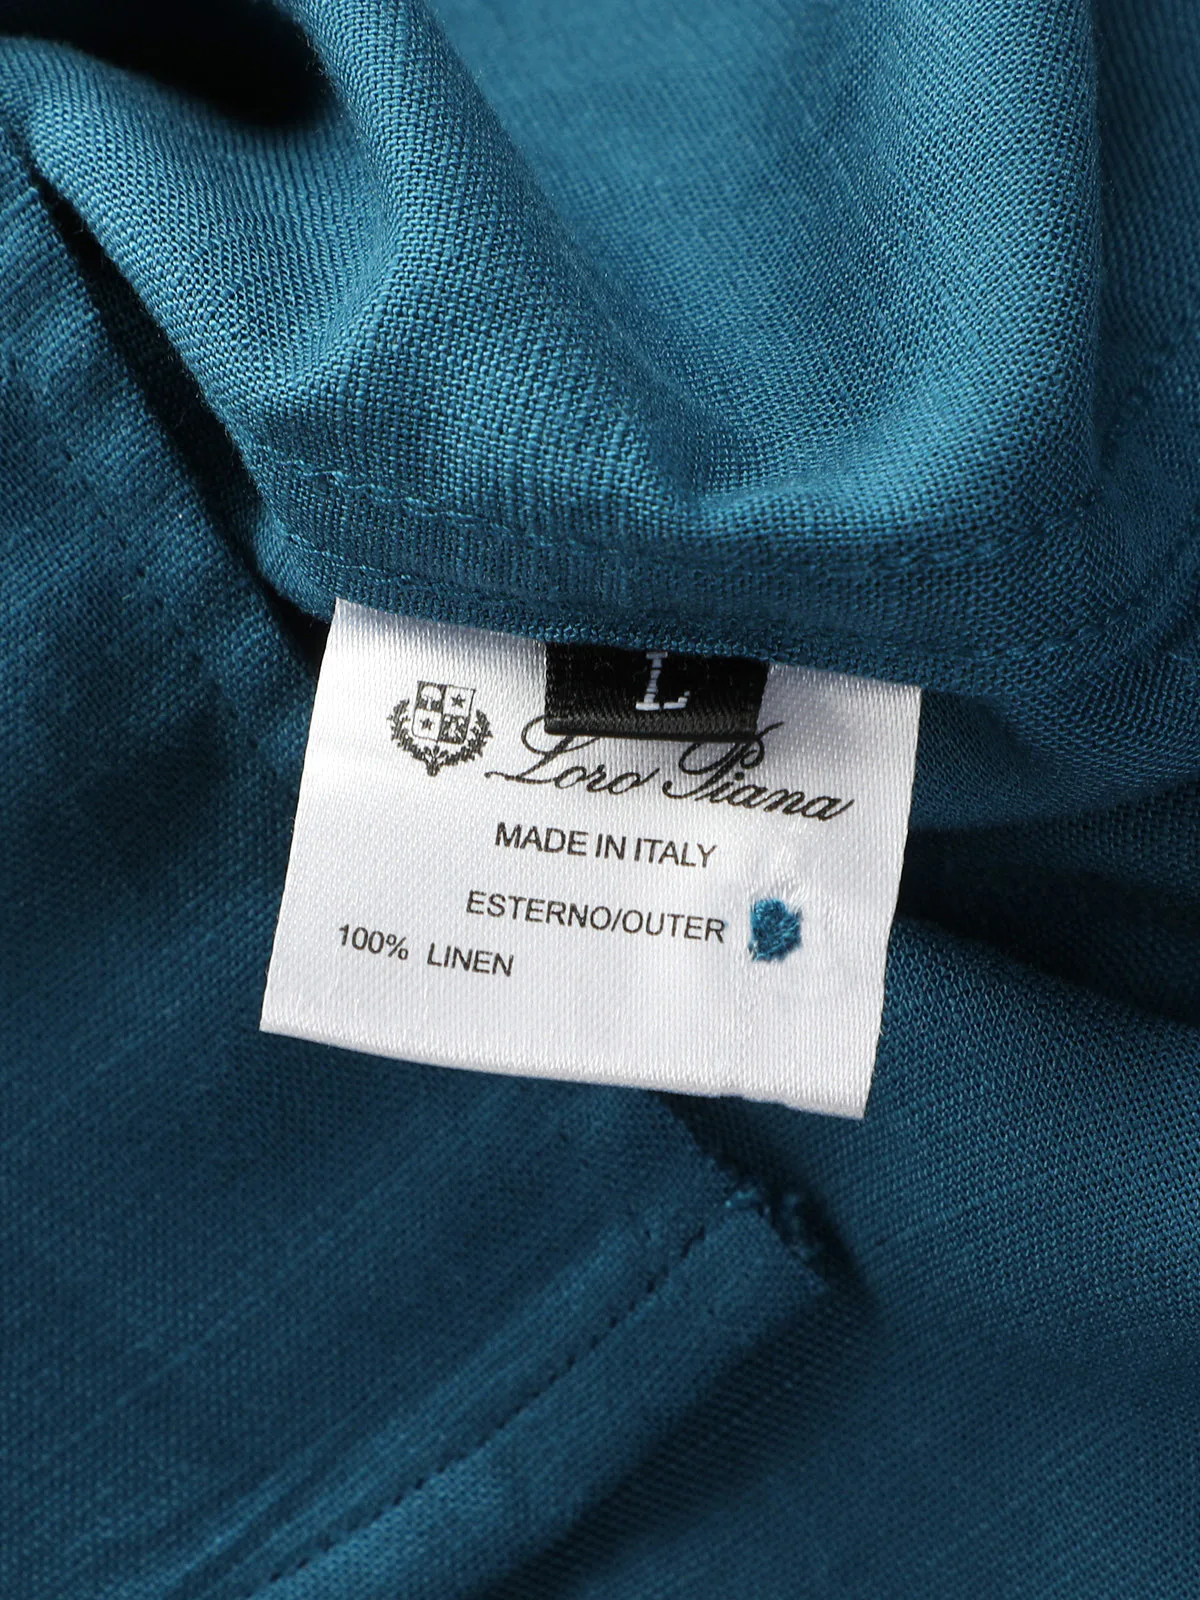 L
Loro Piana
MADE IN ITALY
ESTERNO/OUTER
100% LINEN